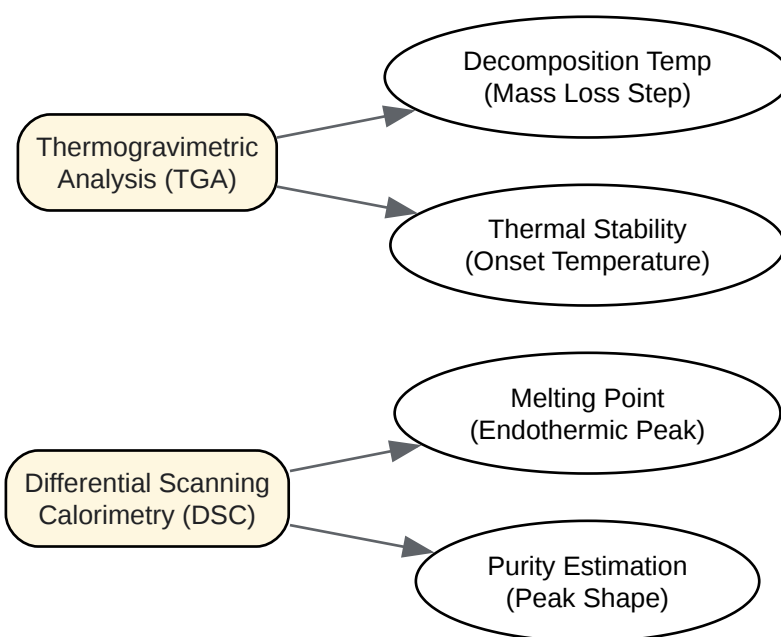 Decomposition Temp
(Mass Loss Step)
Thermogravimetric
Analysis (TGA)
Thermal Stability
(Onset Temperature)
Melting Point
(Endothermic Peak)
Differential Scanning
Calorimetry (DSC)
Purity Estimation
(Peak Shape)